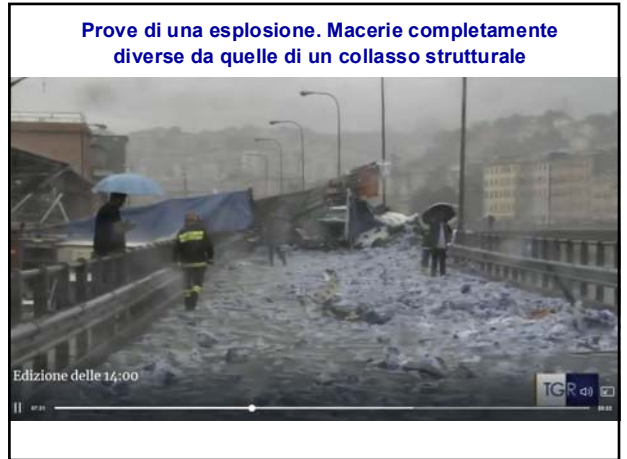 Prove di una esplosione. Macerie completamente
diverse da quelle di un collasso strutturale
Edizione delle 14:00
TGR